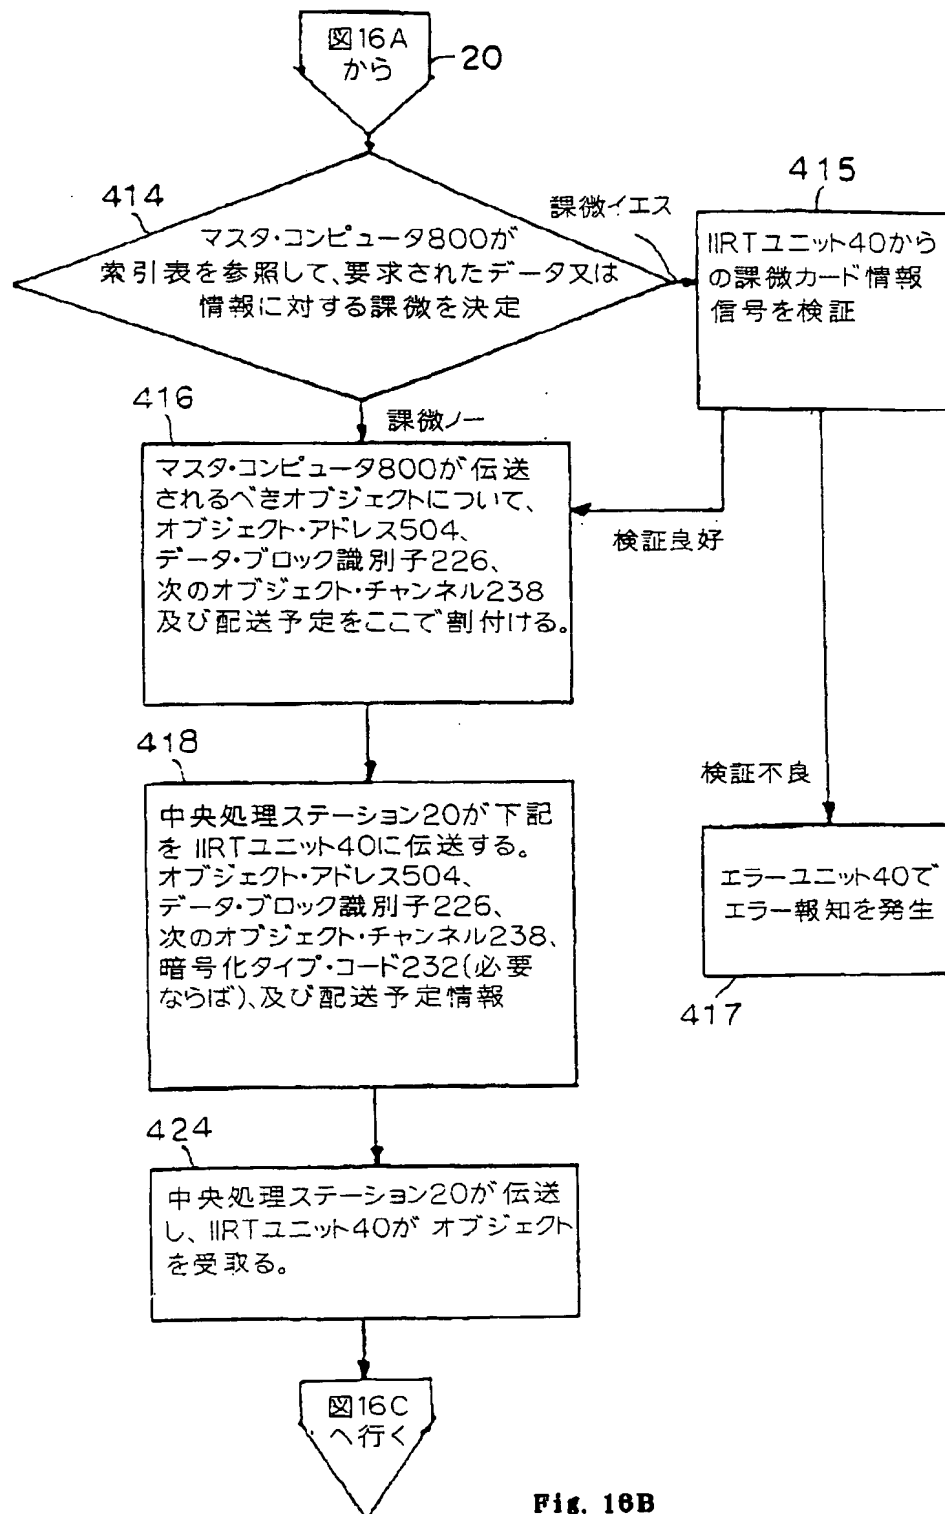 図16A
から
20
414
マスタ・コンピュータ800が
索引表を参照して、要求されたデータ又は
情報に対する課微を決定
課微イエス
415
IIRTユニット40から
の課微カード情報
信号を検証
416
課微ノー
マスタ・コンピュータ800が伝送
されるべきオブジェクトについて、
オブジェクト・アドレス504、
データ・ブロック識別子226、
次のオブジェクト・チャンネル238
及び配送予定をここで割付ける。
検証良好
418
中央処理ステーション20が下記
をIIRTユニット40に伝送する。
オブジェクト・アドレス504、
データ・ブロック識別子226、
次のオブジェクト・チャンネル238、
暗号化タイプ・コード232(必要
ならば)、及び配送予定情報
検証不良
エラーユニット40で
エラー報知を発生
417
424
中央処理ステーション20が伝送
し、IIRTユニット40がオブジェクト
を受取る。
図16C
へ行く
Fig. 16B